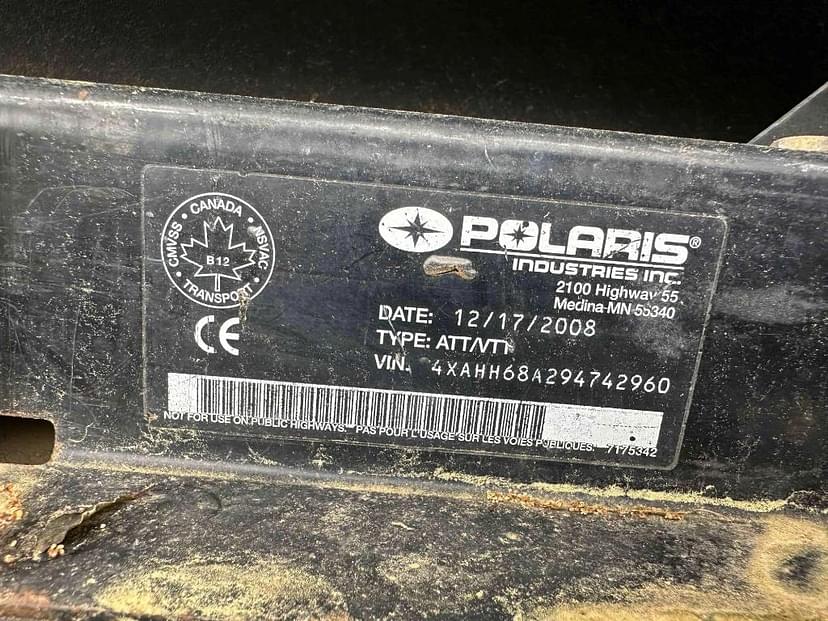 CMVSS • CANADA • NSVAC • TRANSPORT •
B12
POLARIS®
INDUSTRIES INC.
2100 Highway 55
Medina MN 55340
DATE: 12/17/2008
TYPE: ATT/VTT
VIN. 4XAHH68A294742960
NOT FOR USE ON PUBLIC HIGHWAYS. PAS POUR L'USAGE SUR LES VOIES PUBLIQUES. 7175342
CE